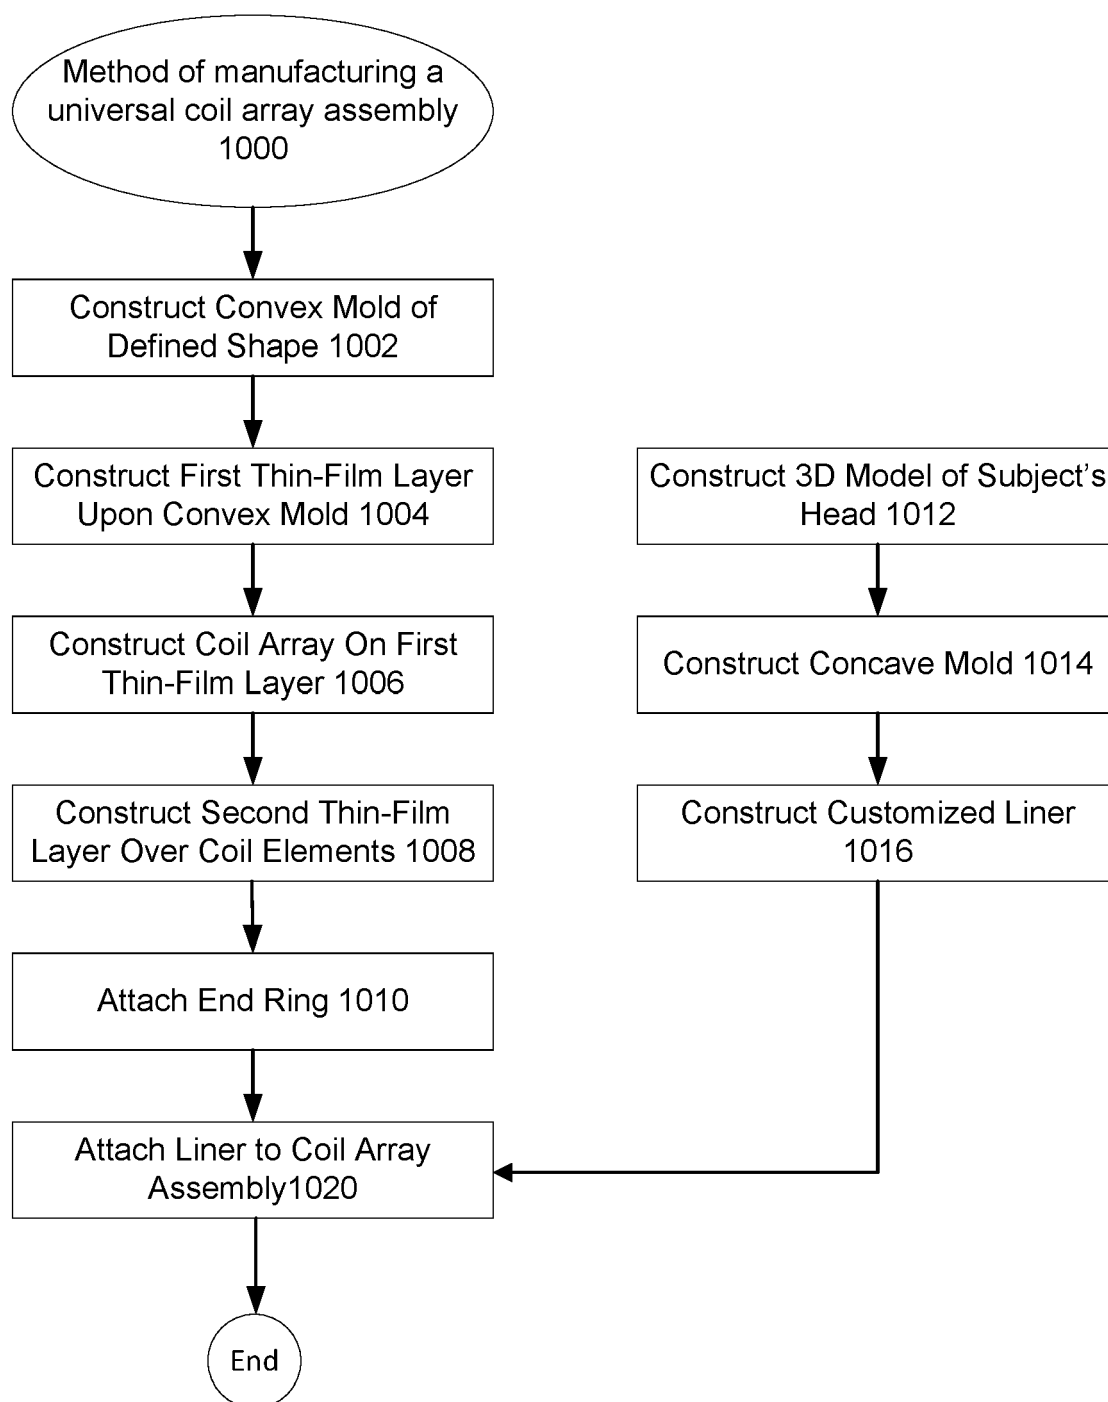 Method of manufacturing a
universal coil array assembly
1000
Construct Convex Mold of
Defined Shape 1002
Construct First Thin-Film Layer
Upon Convex Mold 1004
Construct Coil Array On First
Thin-Film Layer 1006
Construct Second Thin-Film
Layer Over Coil Elements 1008
Attach End Ring 1010
Construct 3D Model of Subject’s
Head 1012
Construct Concave Mold 1014
Construct Customized Liner
1016
Attach Liner to Coil Array
Assembly1020
End